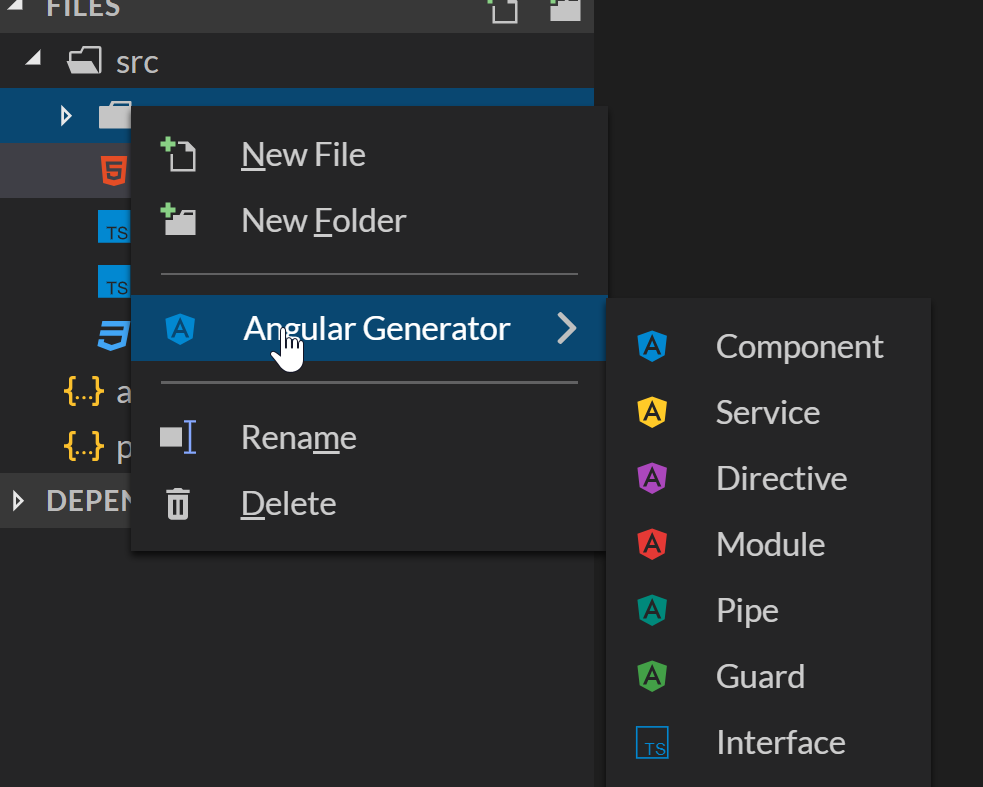 FILES
src
New File
5
New Folder
TS
TS
Angular Generator
Component
Service
{...} a
Rename
{...} p
Directive
DEPEN
Delete
Module
Pipe
Guard
TS Interface